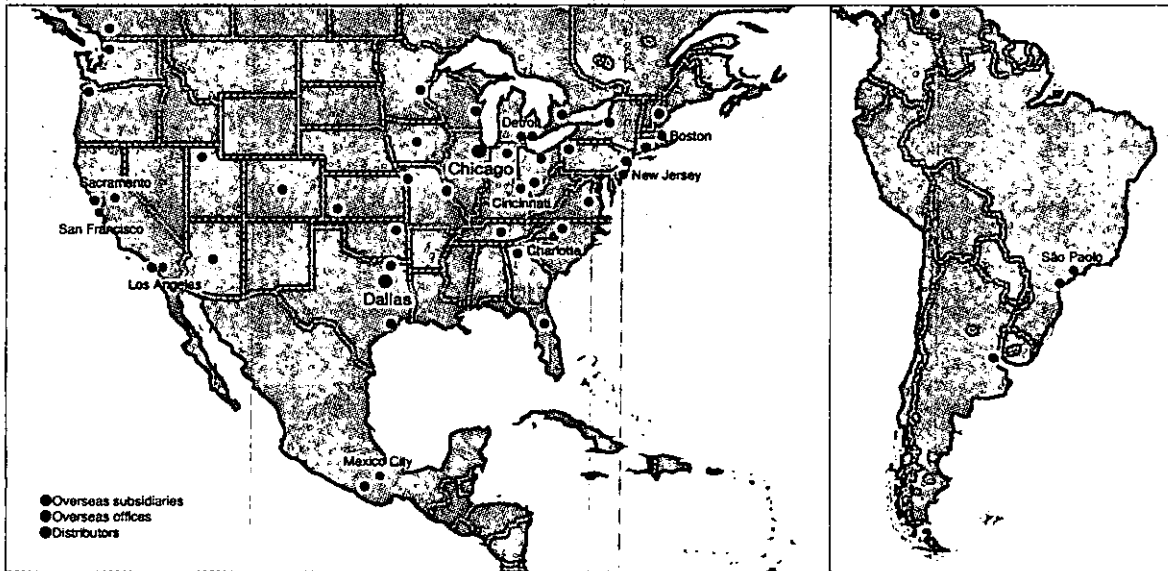 Detroit
Boston
Chicago
New Jersey
Sacramento
Cincinnati
San Francisco
Charlotte
São Paolo
Los Angeles
Dallas
Mexico City
Overseas subsidiaries
Overseas offices
Distributors